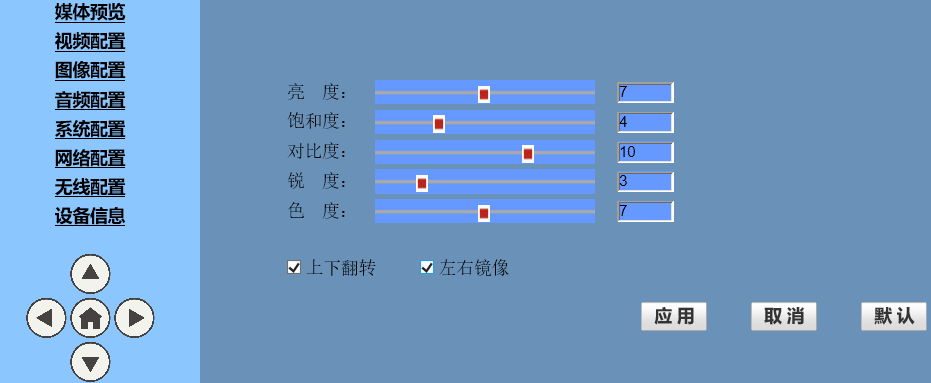 媒体预览
视频配置
图像配置
音频配置
系统配置
网络配置
无线配置
设备信息
亮 度： 7
饱和度： 4
对比度： 10
锐 度： 3
色 度： 7
上下翻转 左右镜像
应用 取消 默认